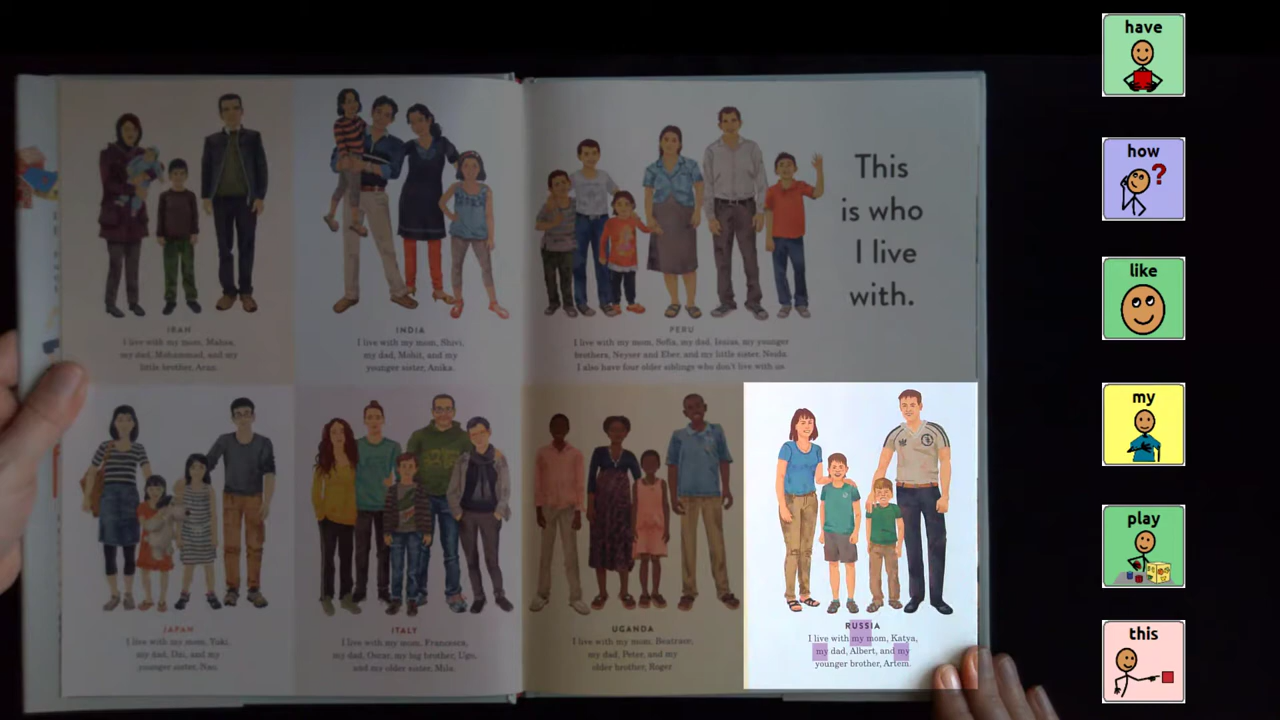 IRAN
I live with my mom, Mahsa,
my dad, Mohammad, and my
little brother, Aran.
INDIA
I live with my mom, Shivi,
my dad, Mohit, and my
younger sister, Anika.
PERU
I live with my mom, Sofia, my dad, Isaias, my younger
brothers, Neyser and Eber, and my little sister, Neida.
I also have four older siblings who don't live with us.
This
is who
I live
with.
JAPAN
I live with my mom, Yuki,
my dad, Dai, and my
younger sister, Nao.
ITALY
I live with my mom, Francesca,
my dad, Oscar, my big brother, Ugo,
and my older sister, Mila.
UGANDA
I live with my mom, Beatrace,
my dad, Peter, and my
older brother, Roger.
RUSSIA
I live with my mom, Katya,
my dad, Albert, and my
younger brother, Artem.
have
how
?
like
my
play
this